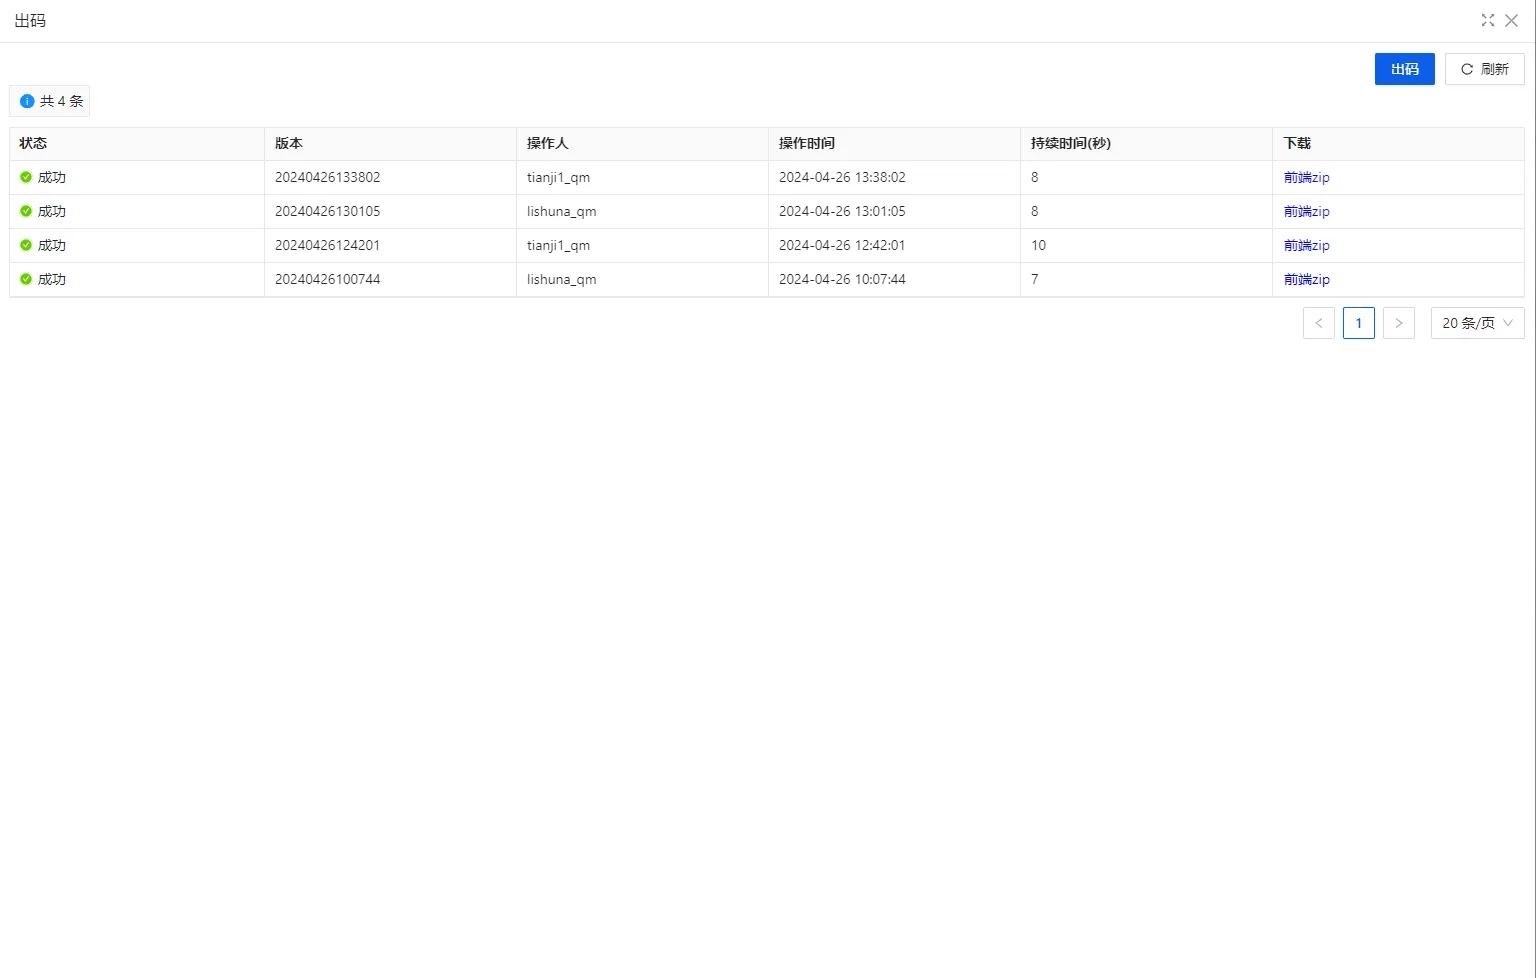 出码
出码 刷新
共 4 条
状态 版本 操作人 操作时间 持续时间(秒) 下载
成功 20240426133802 tianji1_qm 2024-04-26 13:38:02 8 前端zip
成功 20240426130105 lishuna_qm 2024-04-26 13:01:05 8 前端zip
成功 20240426124201 tianji1_qm 2024-04-26 12:42:01 10 前端zip
成功 20240426100744 lishuna_qm 2024-04-26 10:07:44 7 前端zip
< 1 > 20 条/页